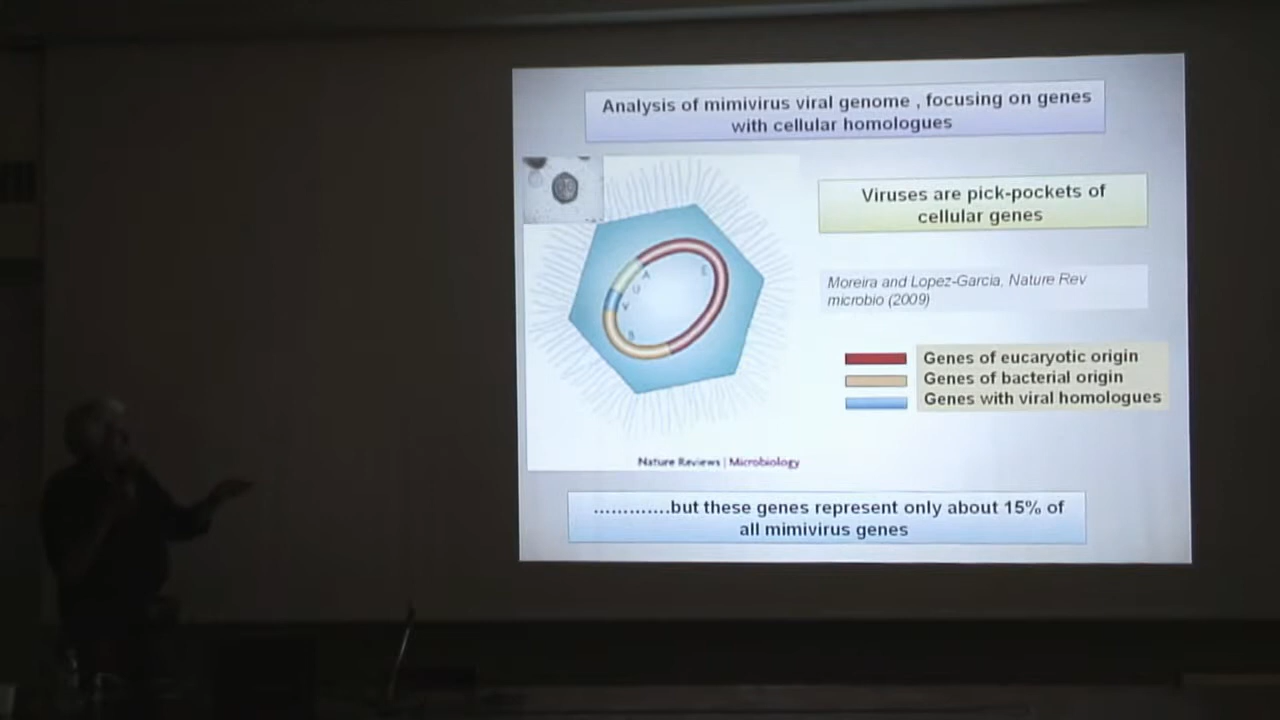 Analysis of mimivirus viral genome , focusing on genes
with cellular homologues
Viruses are pick-pockets of
cellular genes
A
E
U
V
B
Moreira and Lopez-Garcia, Nature Rev
microbio (2009)
Genes of eucaryotic origin
Genes of bacterial origin
Genes with viral homologues
Nature Reviews | Microbiology
.............but these genes represent only about 15% of
all mimivirus genes